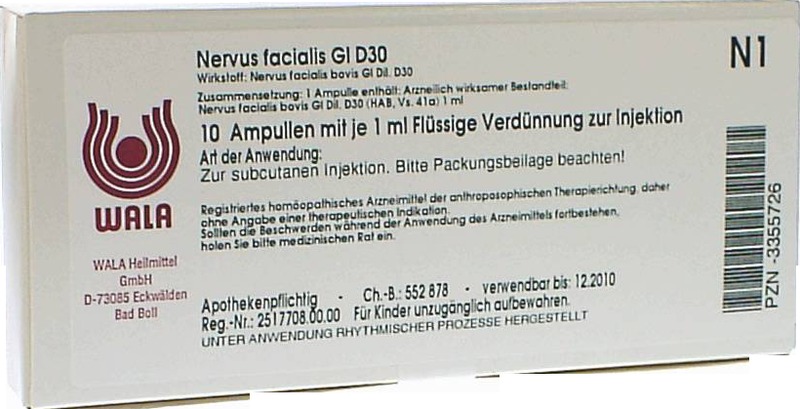 Nervus facialis Gl D30
N1
Wirkstoff: Nervus facialis bovis Gl Dil. D30
Zusammensetzung: 1 Ampulle enthält: Arzneilich wirksamer Bestandteil:
Nervus facialis bovis Gl Dil. D30 (HAB, Vs. 41a) 1 ml
10 Ampullen mit je 1 ml Flüssige Verdünnung zur Injektion
Art der Anwendung:
Zur subcutanen Injektion. Bitte Packungsbeilage beachten!
WALA
Registriertes homöopathisches Arzneimittel der anthroposophischen Therapierichtung, daher
ohne Angabe einer therapeutischen Indikation.
Sollten die Beschwerden während der Anwendung des Arzneimittels fortbestehen,
holen Sie bitte medizinischen Rat ein.
WALA Heilmittel
GmbH
D-73085 Eckwälden
Bad Boll
Apothekenpflichtig - Ch.-B.: 552 878 - verwendbar bis: 12.2010
Reg.-Nr.: 2517708.00.00 Für Kinder unzugänglich aufbewahren.
UNTER ANWENDUNG RHYTHMISCHER PROZESSE HERGESTELLT
PZN -3355726